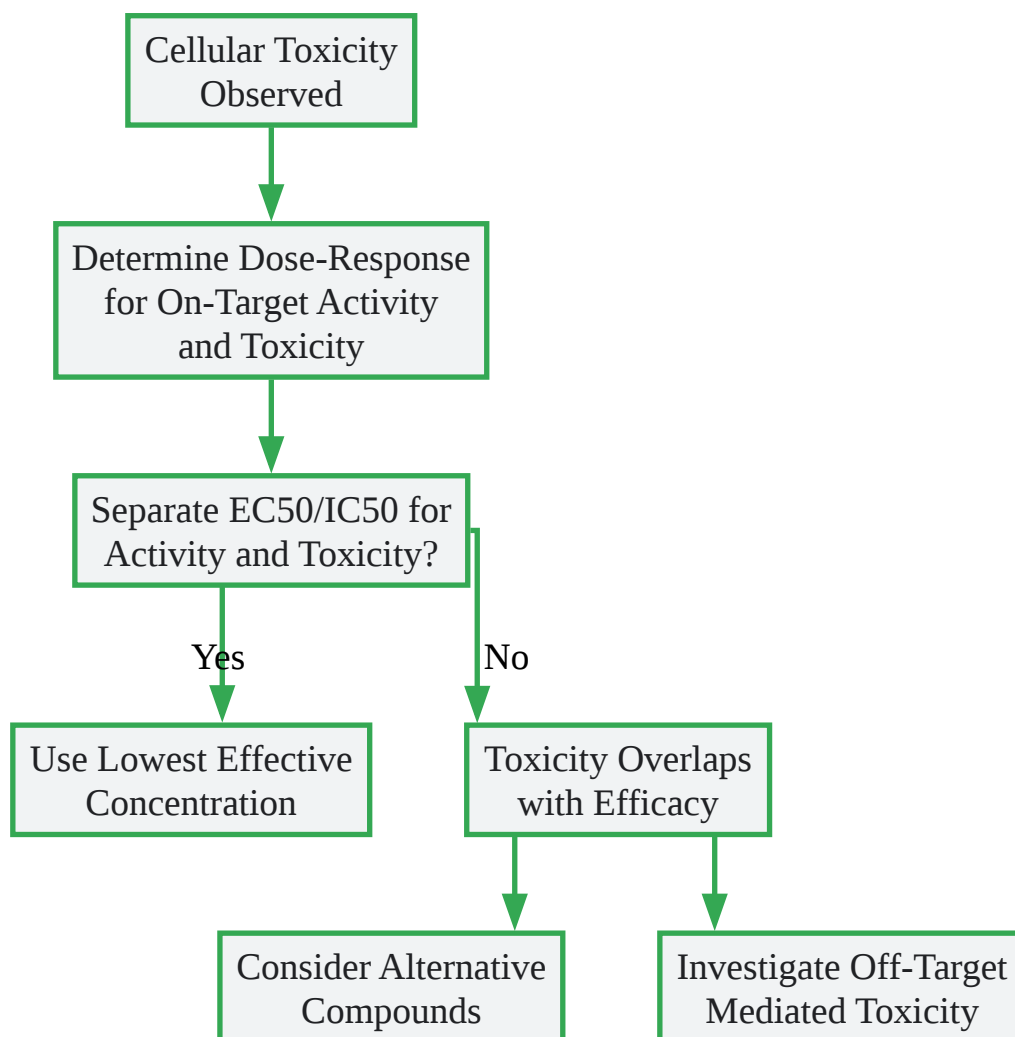 Cellular Toxicity
Observed
Determine Dose-Response
for On-Target Activity
and Toxicity
Separate EC50/IC50 for
Activity and Toxicity?
Yes
No
Use Lowest Effective
Concentration
Toxicity Overlaps
with Efficacy
Consider Alternative
Compounds
Investigate Off-Target
Mediated Toxicity